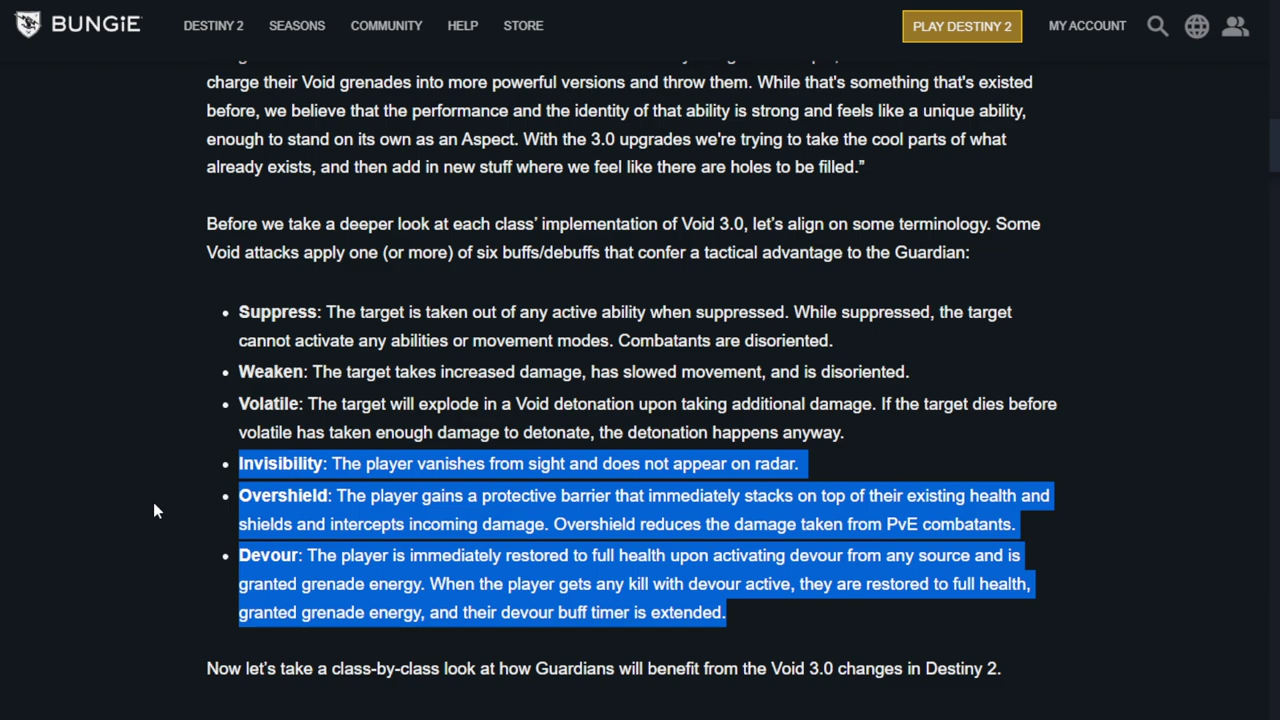 BUNGiE DESTINY 2 SEASONS COMMUNITY HELP STORE PLAY DESTINY 2 MY ACCOUNT
charge their Void grenades into more powerful versions and throw them. While that's something that's existed
before, we believe that the performance and the identity of that ability is strong and feels like a unique ability,
enough to stand on its own as an Aspect. With the 3.0 upgrades we're trying to take the cool parts of what
already exists, and then add in new stuff where we feel like there are holes to be filled.”
Before we take a deeper look at each class’ implementation of Void 3.0, let’s align on some terminology. Some
Void attacks apply one (or more) of six buffs/debuffs that confer a tactical advantage to the Guardian:
• Suppress: The target is taken out of any active ability when suppressed. While suppressed, the target
cannot activate any abilities or movement modes. Combatants are disoriented.
• Weaken: The target takes increased damage, has slowed movement, and is disoriented.
• Volatile: The target will explode in a Void detonation upon taking additional damage. If the target dies before
volatile has taken enough damage to detonate, the detonation happens anyway.
• Invisibility: The player vanishes from sight and does not appear on radar.
• Overshield: The player gains a protective barrier that immediately stacks on top of their existing health and
shields and intercepts incoming damage. Overshield reduces the damage taken from PvE combatants.
• Devour: The player is immediately restored to full health upon activating devour from any source and is
granted grenade energy. When the player gets any kill with devour active, they are restored to full health,
granted grenade energy, and their devour buff timer is extended.
Now let’s take a class-by-class look at how Guardians will benefit from the Void 3.0 changes in Destiny 2.